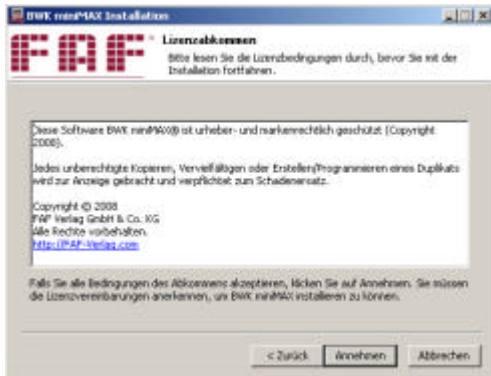 BWK miniMAX Installation
FAF
Lizenzabkommen
Bitte lesen Sie die Lizenzbedingungen durch, bevor Sie mit der
Installation fortfahren.
Diese Software BWK miniMAX® ist urheber- und markenrechtlich geschützt (Copyright
2008).
Jedes unberechtigte Kopieren, Vervielfältigen oder Erstellen/Programmieren eines Duplikats
wird zur Anzeige gebracht und verpflichtet zum Schadenersatz.
Copyright © 2008
FAF Verlag GmbH & Co. KG
Alle Rechte vorbehalten.
http://FAF-Verlag.com
Falls Sie alle Bedingungen des Abkommens akzeptieren, klicken Sie auf Annehmen. Sie müssen
die Lizenzvereinbarungen anerkennen, um BWK miniMAX installieren zu können.
< Zurück
Annehmen
Abbrechen